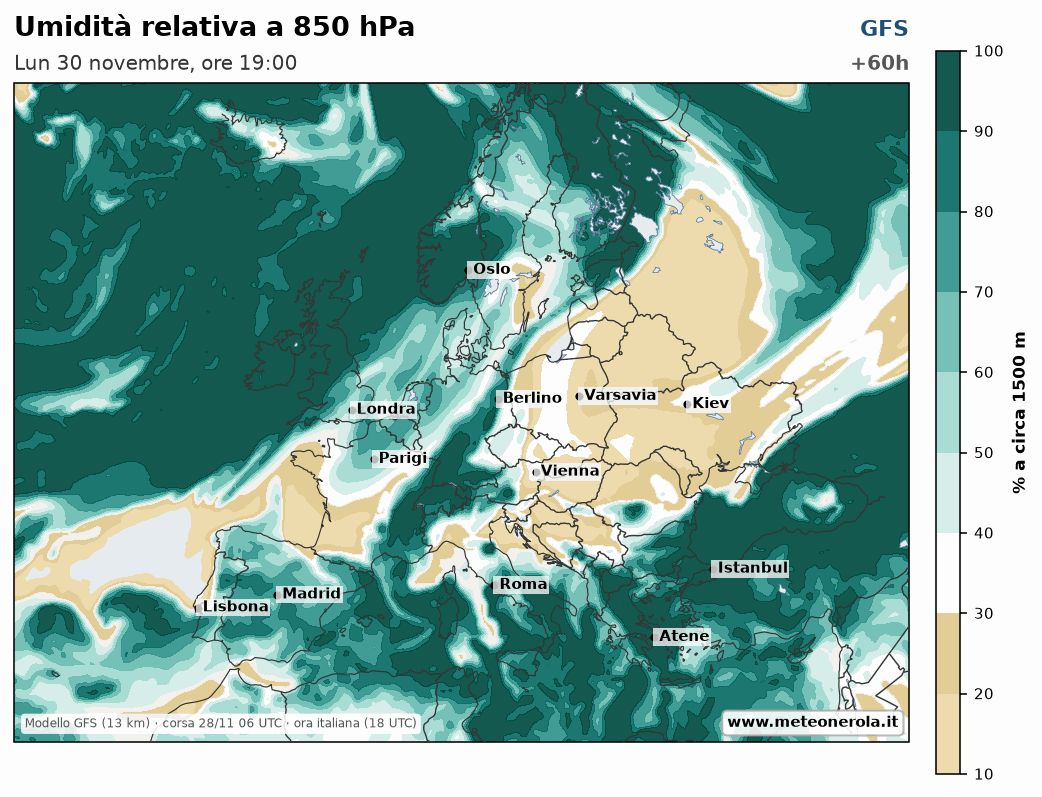 Umidità relativa a 850 hPa
GFS
Lun 30 novembre, ore 19:00
+60h
100
90
80
70
60
50
40
30
20
10
% a circa 1500 m
Oslo
Londra
Berlino
Varsavia
Kiev
Parigi
Vienna
Istanbul
Roma
Madrid
Lisbona
Atene
Modello GFS (13 km) · corsa 28/11 06 UTC · ora italiana (18 UTC)
www.meteonerola.it